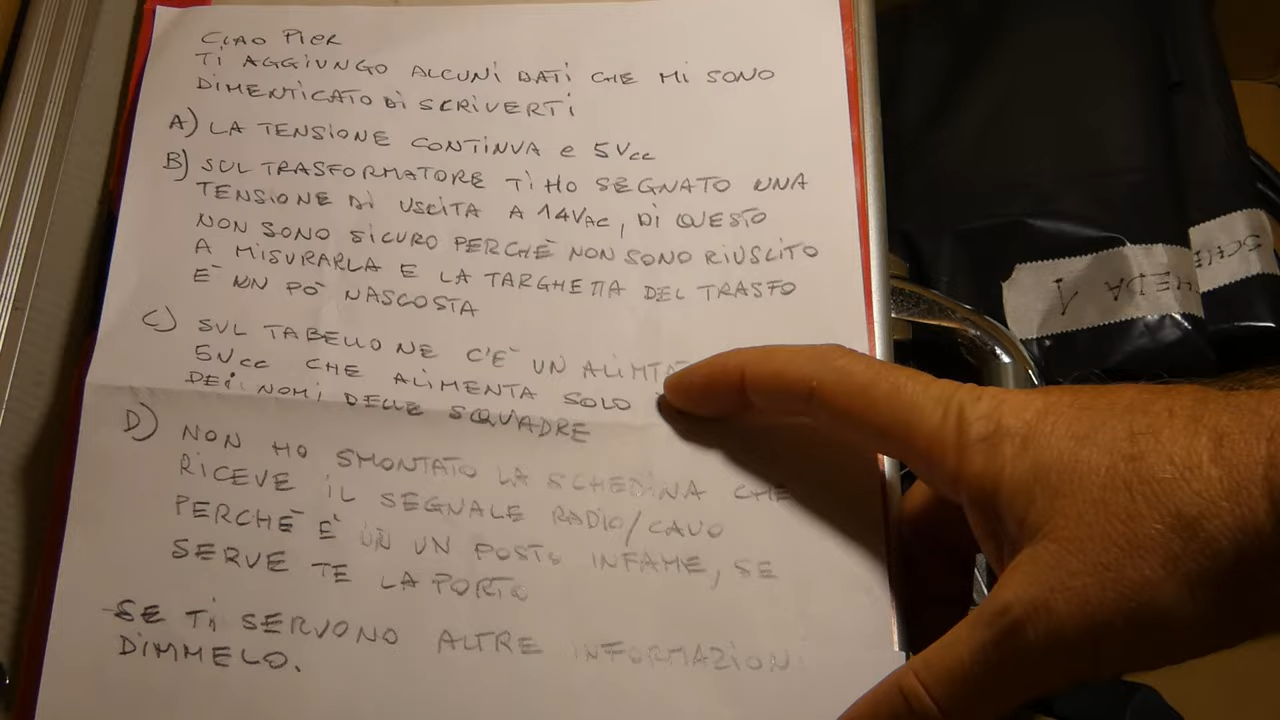 CIAO PIER
TI AGGIUNGO ALCUNI DATI CHE MI SONO
DIMENTICATO DI SCRIVERTI
A) LA TENSIONE CONTINUA e 5Vcc
B) SUL TRASFORMATORE TI HO SEGNATO UNA
TENSIONE DI USCITA A 14VAC, DI QUESTO
NON SONO SICURO PERCHÈ NON SONO RIUSCITO
A MISURARLA E LA TARGHETTA DEL TRASFO
È UN PÒ NASCOSTA
C) SUL TABELLONE C'È UN ALIMTA
5Vcc CHE ALIMENTA SOLO
DEI NOMI DELLE SQUADRE
D) NON HO SMONTATO LA SCHEDINA CHE
RICEVE IL SEGNALE RADIO/CAVO
PERCHÈ È IN UN POSTO INFAME, SE
SERVE TE LA PORTO
SE TI SERVONO ALTRE INFORMAZIONI
DIMMELO.
HEDA 1
SCHE